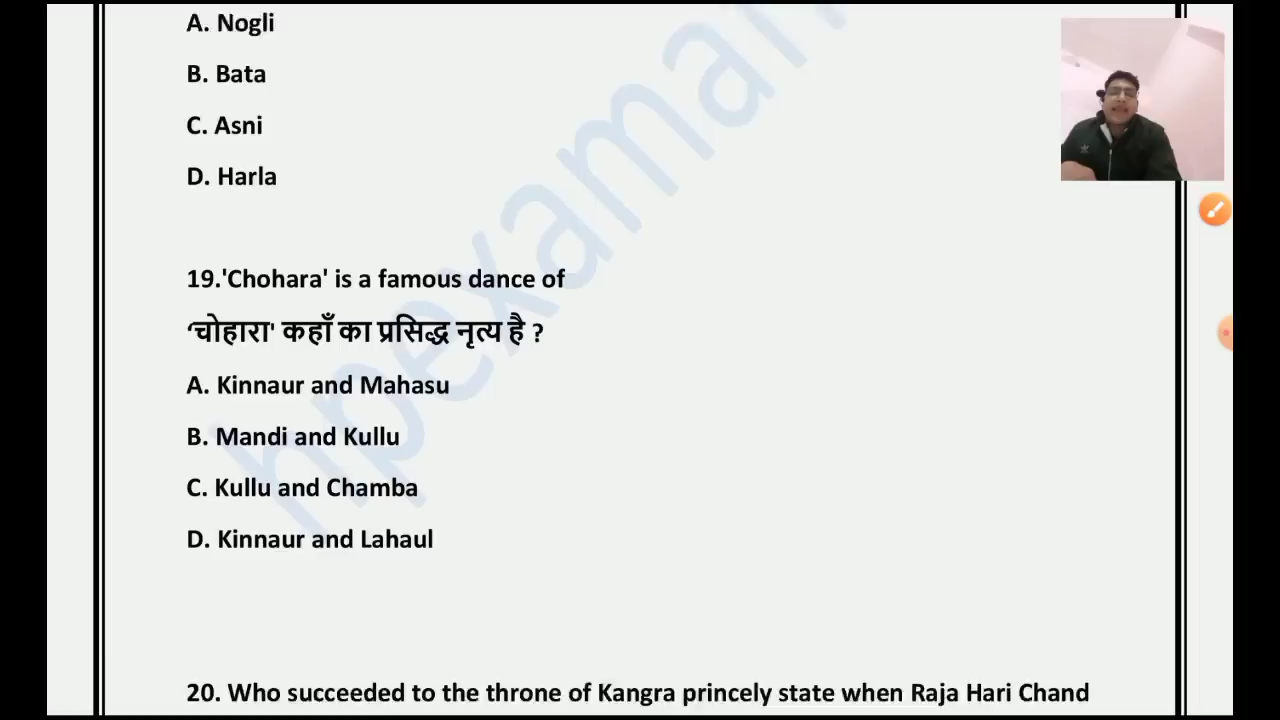 A. Nogli
B. Bata
C. Asni
D. Harla
19.'Chohara' is a famous dance of
‘चोहारा' कहाँ का प्रसिद्ध नृत्य है ?
A. Kinnaur and Mahasu
B. Mandi and Kullu
C. Kullu and Chamba
D. Kinnaur and Lahaul
20. Who succeeded to the throne of Kangra princely state when Raja Hari Chand
hpexaman